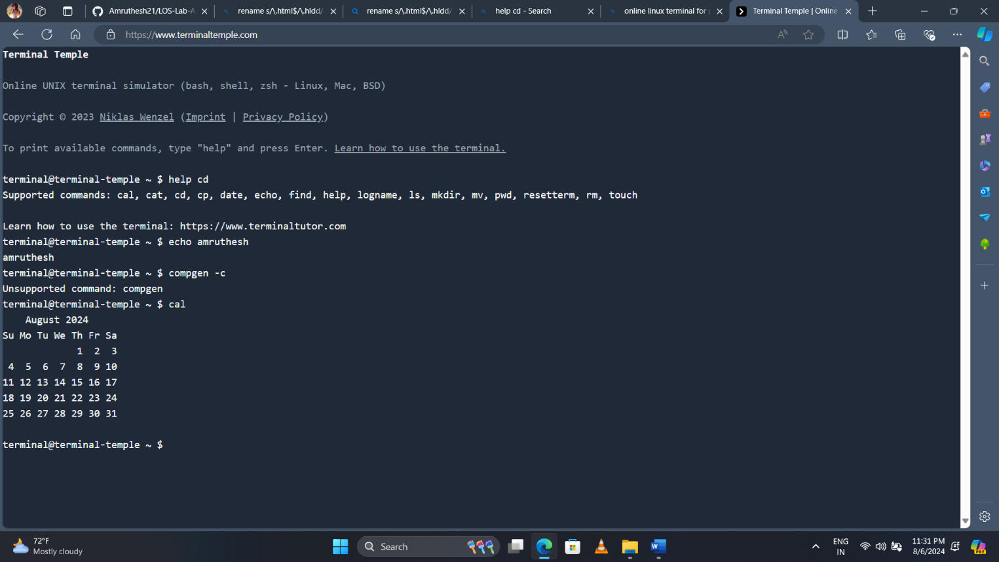 Amruthesh21/LOS-Lab-A
rename s/\.html$/\.hldd/
rename s/\.html$/\.hldd/
help cd - Search
online linux terminal for
Terminal Temple | Online
https://www.terminaltemple.com
Terminal Temple
Online UNIX terminal simulator (bash, shell, zsh - Linux, Mac, BSD)
Copyright © 2023 Niklas Wenzel (Imprint | Privacy Policy)
To print available commands, type "help" and press Enter. Learn how to use the terminal.
terminal@terminal-temple ~ $ help cd
Supported commands: cal, cat, cd, cp, date, echo, find, help, logname, ls, mkdir, mv, pwd, resetterm, rm, touch
Learn how to use the terminal: https://www.terminaltutor.com
terminal@terminal-temple ~ $ echo amruthesh
amruthesh
terminal@terminal-temple ~ $ compgen -c
Unsupported command: compgen
terminal@terminal-temple ~ $ cal
August 2024
Su Mo Tu We Th Fr Sa
1 2 3
4 5 6 7 8 9 10
11 12 13 14 15 16 17
18 19 20 21 22 23 24
25 26 27 28 29 30 31
terminal@terminal-temple ~ $
72°F
Mostly cloudy
Search
ENG
IN
11:31 PM
8/6/2024
PRE